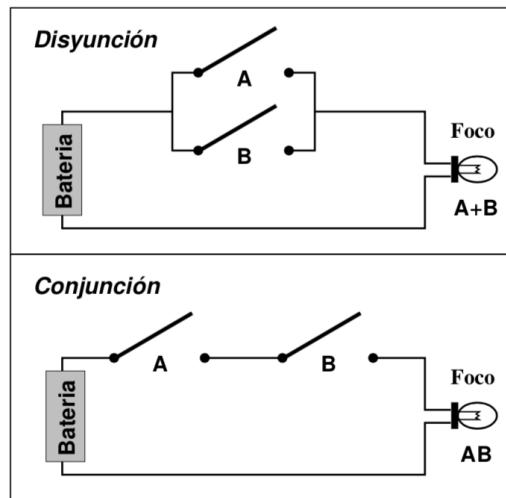 Disyunción
A
B
Bateria
Foco
A+B
Conjunción
A
B
Bateria
Foco
AB